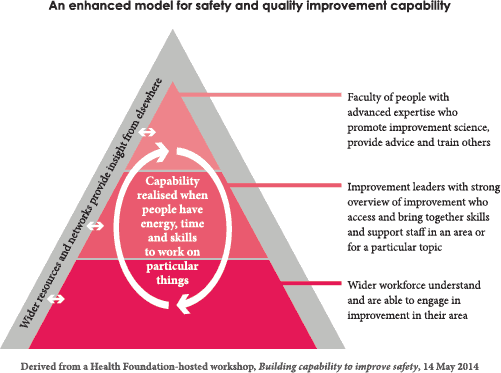 An enhanced model for safety and quality improvement capability
Wider resources and networks provide insight from elsewhere
Capability
realised when
people have
energy, time
and skills
to work on
particular
things
Faculty of people with
advanced expertise who
promote improvement science,
provide advice and train others
Improvement leaders with strong
overview of improvement who
access and bring together skills
and support staff in an area or
for a particular topic
Wider workforce understand
and are able to engage in
improvement in their area
Derived from a Health Foundation-hosted workshop, Building capability to improve safety, 14 May 2014